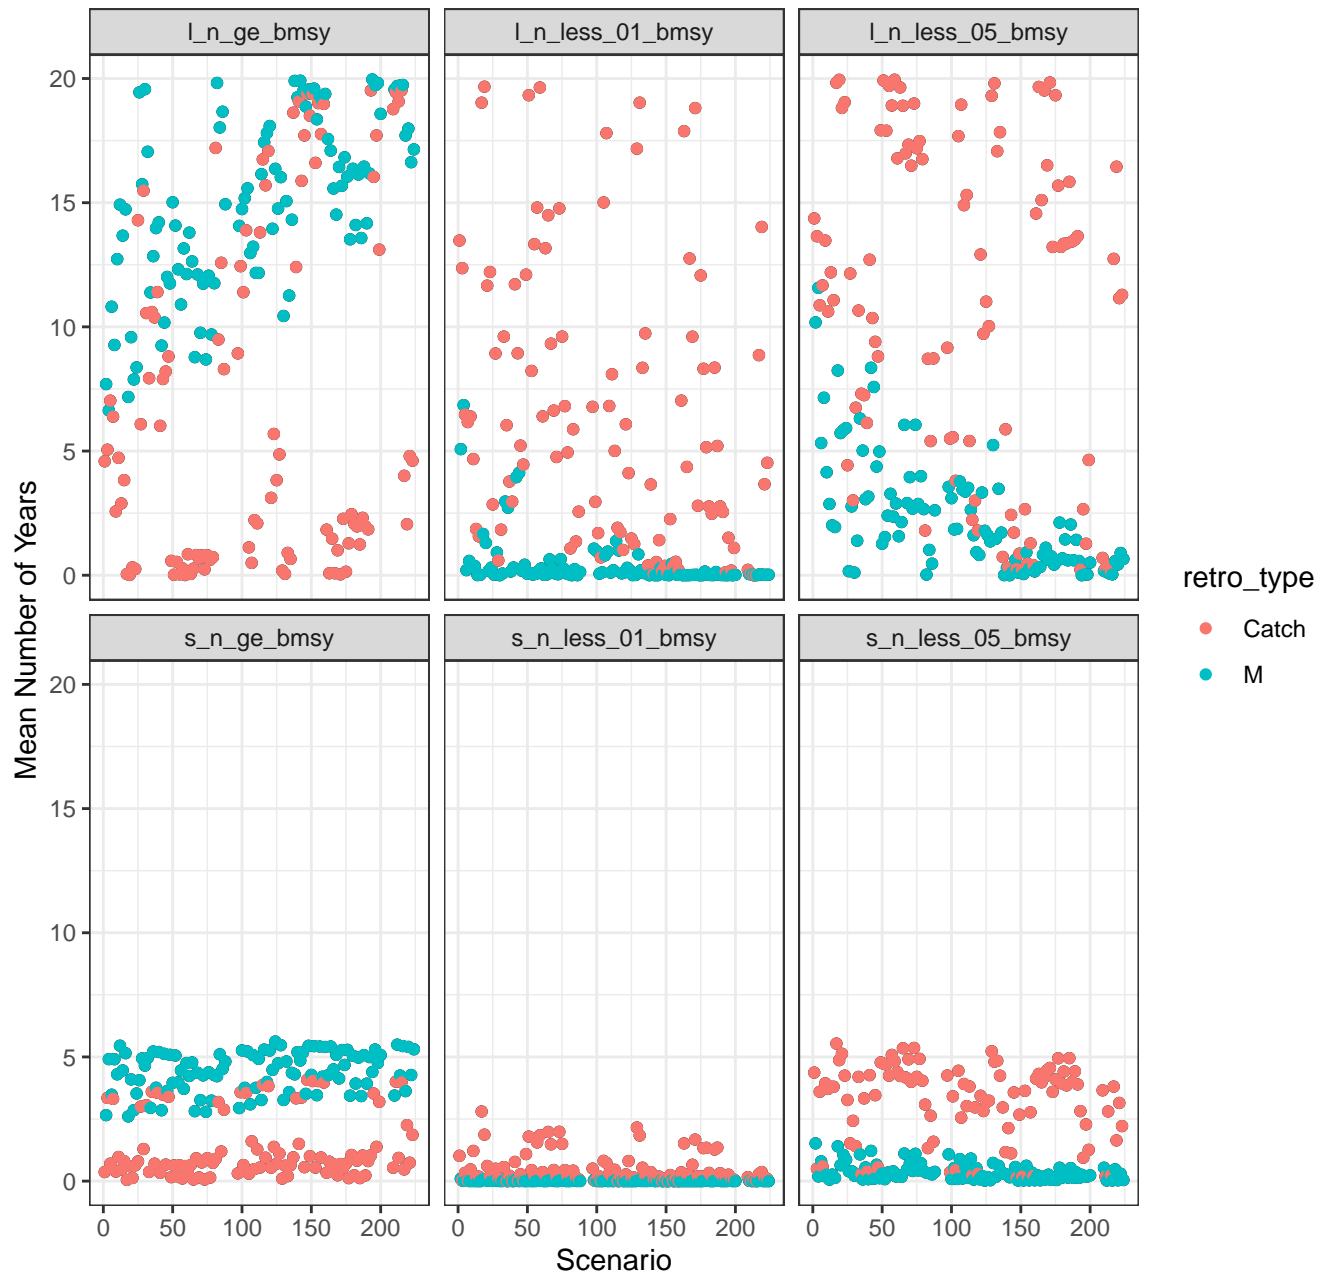 l_n_ge_bmsy l_n_less_01_bmsy l_n_less_05_bmsy
20
15
10
5
0
s_n_ge_bmsy s_n_less_01_bmsy s_n_less_05_bmsy
20
15
10
5
0
0 50 100 150 200 0 50 100 150 200 0 50 100 150 200
Scenario
Mean Number of Years
retro_type
Catch
M